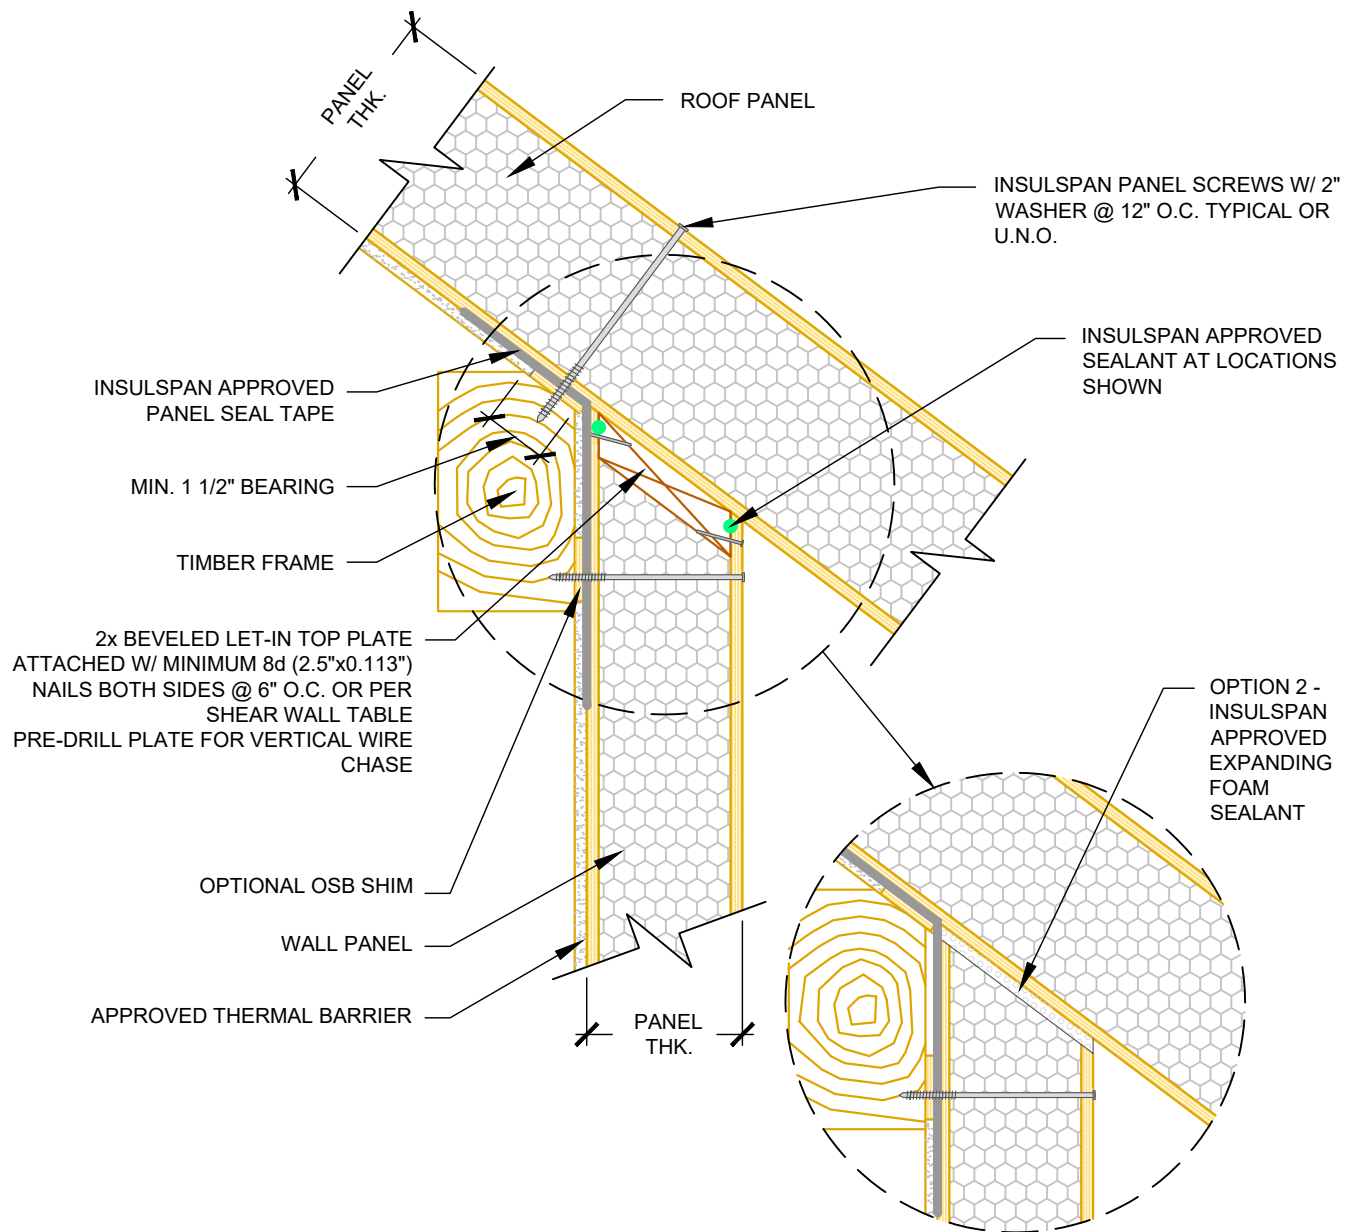 PANEL
THK.
ROOF PANEL
INSULSPAN PANEL SCREWS W/ 2"
WASHER @ 12" O.C. TYPICAL OR
U.N.O.
INSULSPAN APPROVED
SEALANT AT LOCATIONS
SHOWN
INSULSPAN APPROVED
PANEL SEAL TAPE
MIN. 1 1/2" BEARING
TIMBER FRAME
2x BEVELED LET-IN TOP PLATE
ATTACHED W/ MINIMUM 8d (2.5"x0.113")
NAILS BOTH SIDES @ 6" O.C. OR PER
SHEAR WALL TABLE
PRE-DRILL PLATE FOR VERTICAL WIRE
CHASE
OPTION 2 -
INSULSPAN
APPROVED
EXPANDING
FOAM
SEALANT
OPTIONAL OSB SHIM
WALL PANEL
APPROVED THERMAL BARRIER
PANEL
THK.